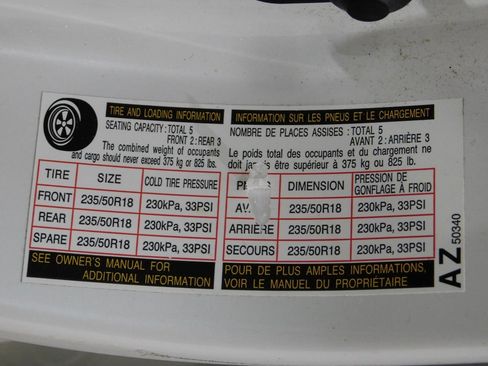 TIRE AND LOADING INFORMATION
SEATING CAPACITY: TOTAL 5
FRONT 2: REAR 3
The combined weight of occupants
and cargo should never exceed 375 kg or 825 lbs.
TIRE SIZE COLD TIRE PRESSURE
FRONT 235/50R18 230kPa, 33PSI
REAR 235/50R18 230kPa, 33PSI
SPARE 235/50R18 230kPa, 33PSI
SEE OWNER'S MANUAL FOR
ADDITIONAL INFORMATION
INFORMATION SUR LES PNEUS ET LE CHARGEMENT
NOMBRE DE PLACES ASSISES : TOTAL 5
AVANT 2: ARRIÈRE 3
Le poids total des occupants et du chargement ne
doit jamais être supérieur à 375 kg ou 825 lb.
DIMENSION PRESSION DE
GONFLAGE À FROID
235/50R18 230kPa, 33PSI
ARRIÈRE 235/50R18 230kPa, 33PSI
SECOURS 235/50R18 230kPa, 33PSI
POUR DE PLUS AMPLES INFORMATIONS,
VOIR LE MANUEL DU PROPRIÉTAIRE
AZ
50340